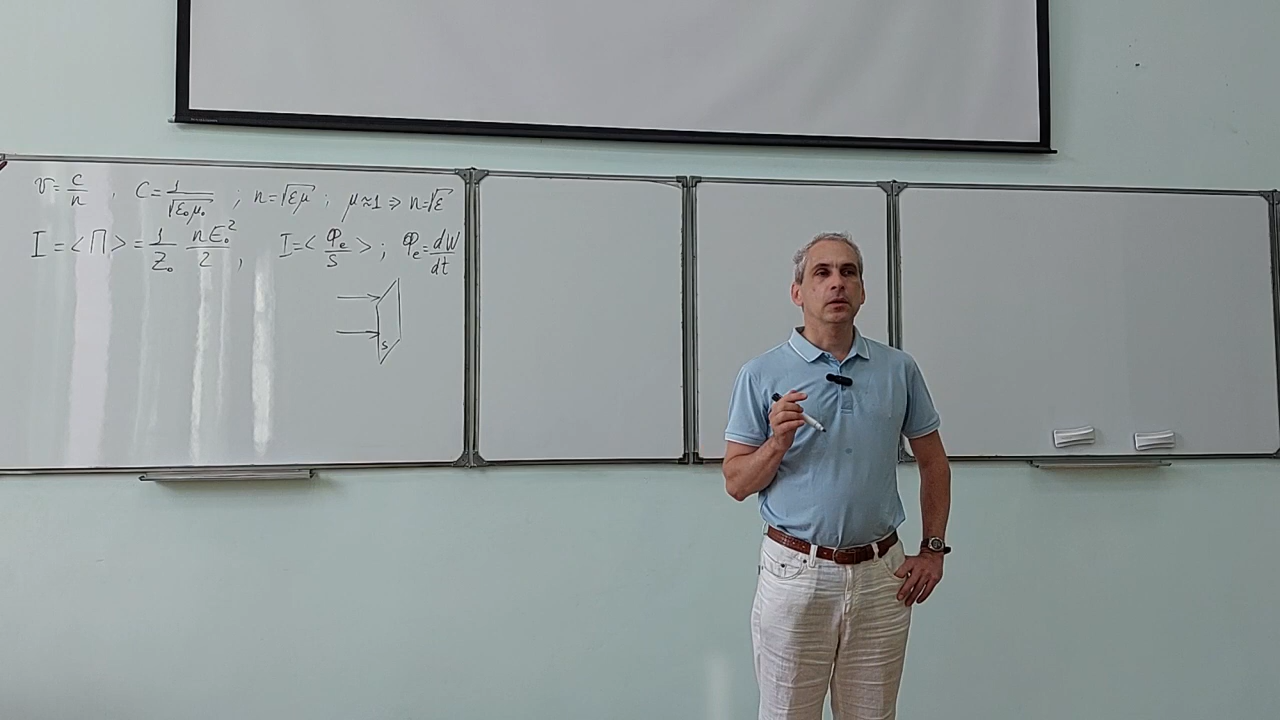 v = c/n , C = 1/√ε₀μ₀ ; n = √εμ ; μ ≈ 1 ⇒ n = √ε
I = <П> = 1/Z₀ nE₀²/2 , I = < Φₑ/S > ; Φₑ = dW/dt
S